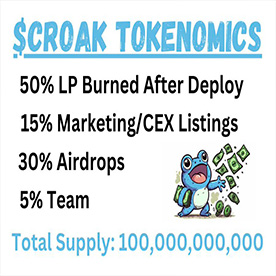 $CROAK TOKENOMICS
50% LP Burned After Deploy
15% Marketing/CEX Listings
30% Airdrops
5% Team
Total Supply: 100,000,000,000